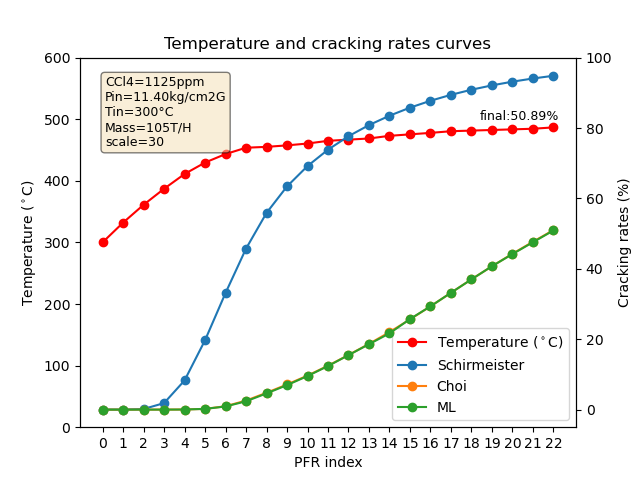 Temperature and cracking rates curves
CCl4=1125ppm
Pin=11.40kg/cm2G
Tin=300°C
Mass=105T/H
scale=30
final:50.89%
600
500
400
300
200
100
0
Temperature (°C)
100
80
60
40
20
0
Cracking rates (%)
Temperature (°C)
Schirmeister
Choi
ML
0 1 2 3 4 5 6 7 8 9 10 11 12 13 14 15 16 17 18 19 20 21 22
PFR index